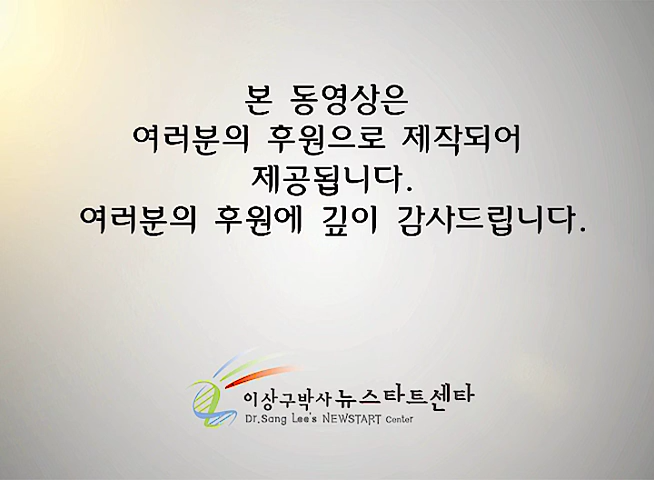 본 동영상은
여러분의 후원으로 제작되어
제공됩니다.
여러분의 후원에 깊이 감사드립니다.
이상구박사 뉴스타트센타
Dr.Sang Lee's NEWSTART Center